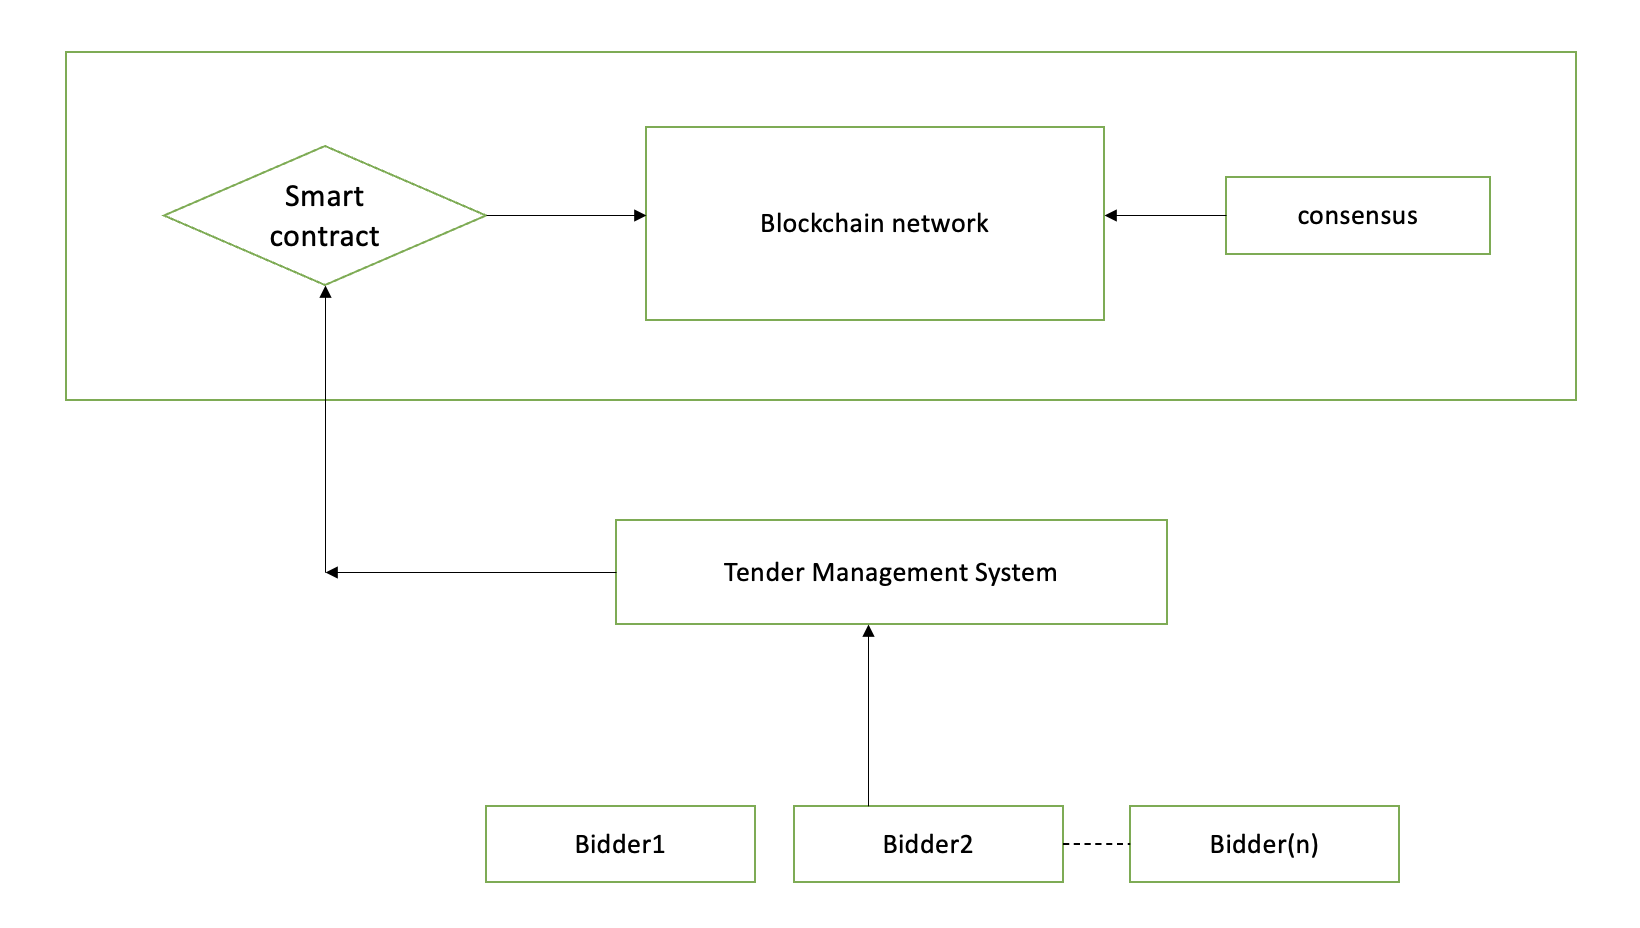 Smart
contract
Blockchain network
consensus
Tender Management System
Bidder1
Bidder2
Bidder(n)